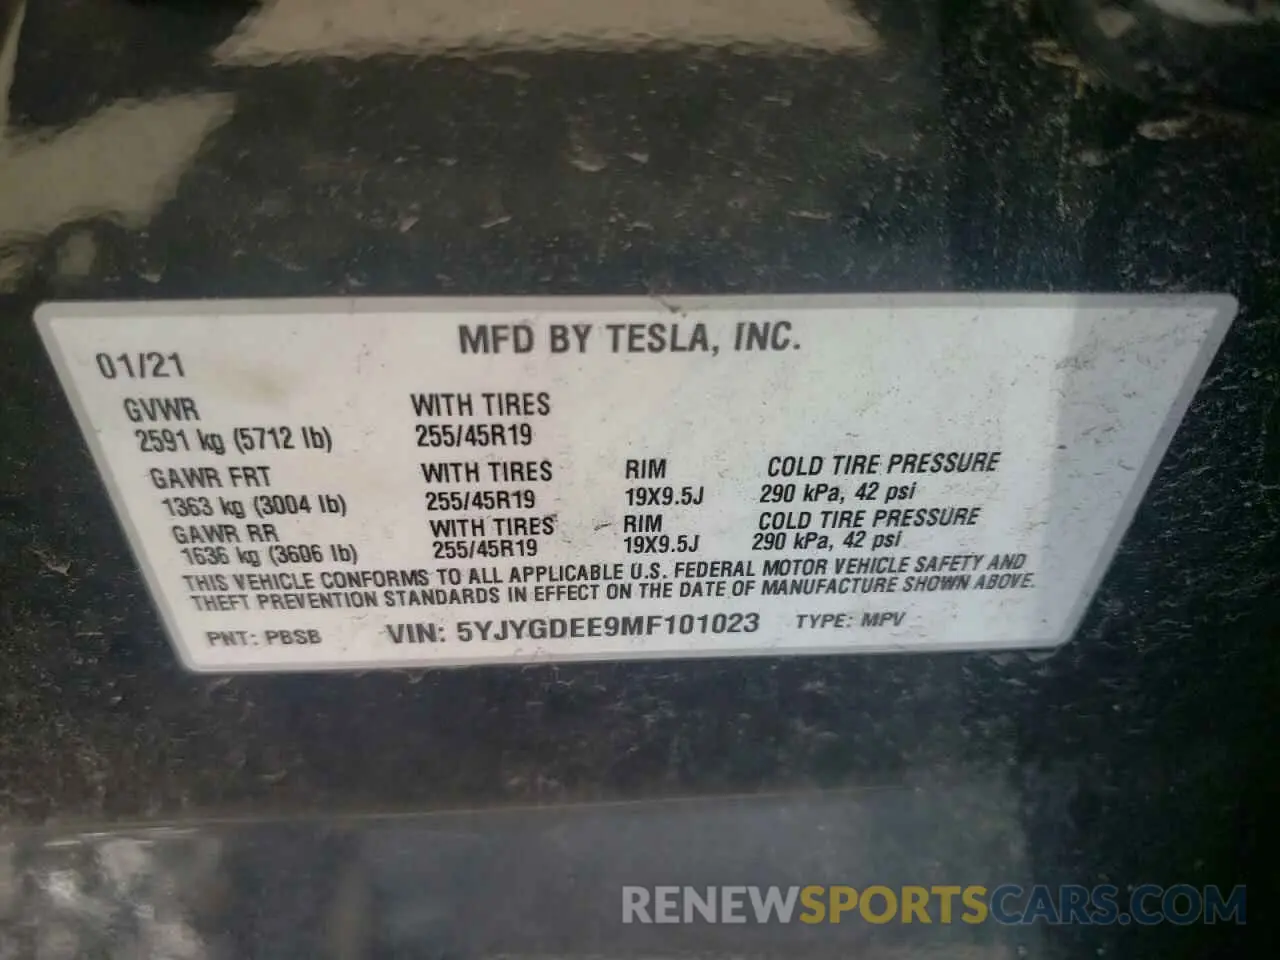 MFD BY TESLA, INC.
01/21
GVWR WITH TIRES
2591 kg (5712 lb) 255/45R19
GAWR FRT WITH TIRES RIM COLD TIRE PRESSURE
1363 kg (3004 lb) 255/45R19 19X9.5J 290 kPa, 42 psi
GAWR RR WITH TIRES RIM COLD TIRE PRESSURE
1636 kg (3606 lb) 255/45R19 19X9.5J 290 kPa, 42 psi
THIS VEHICLE CONFORMS TO ALL APPLICABLE U.S. FEDERAL MOTOR VEHICLE SAFETY AND
THEFT PREVENTION STANDARDS IN EFFECT ON THE DATE OF MANUFACTURE SHOWN ABOVE.
PNT: PBSB VIN: 5YJYGDEE9MF101023 TYPE: MPV
RENEWSPORTSCARS.COM